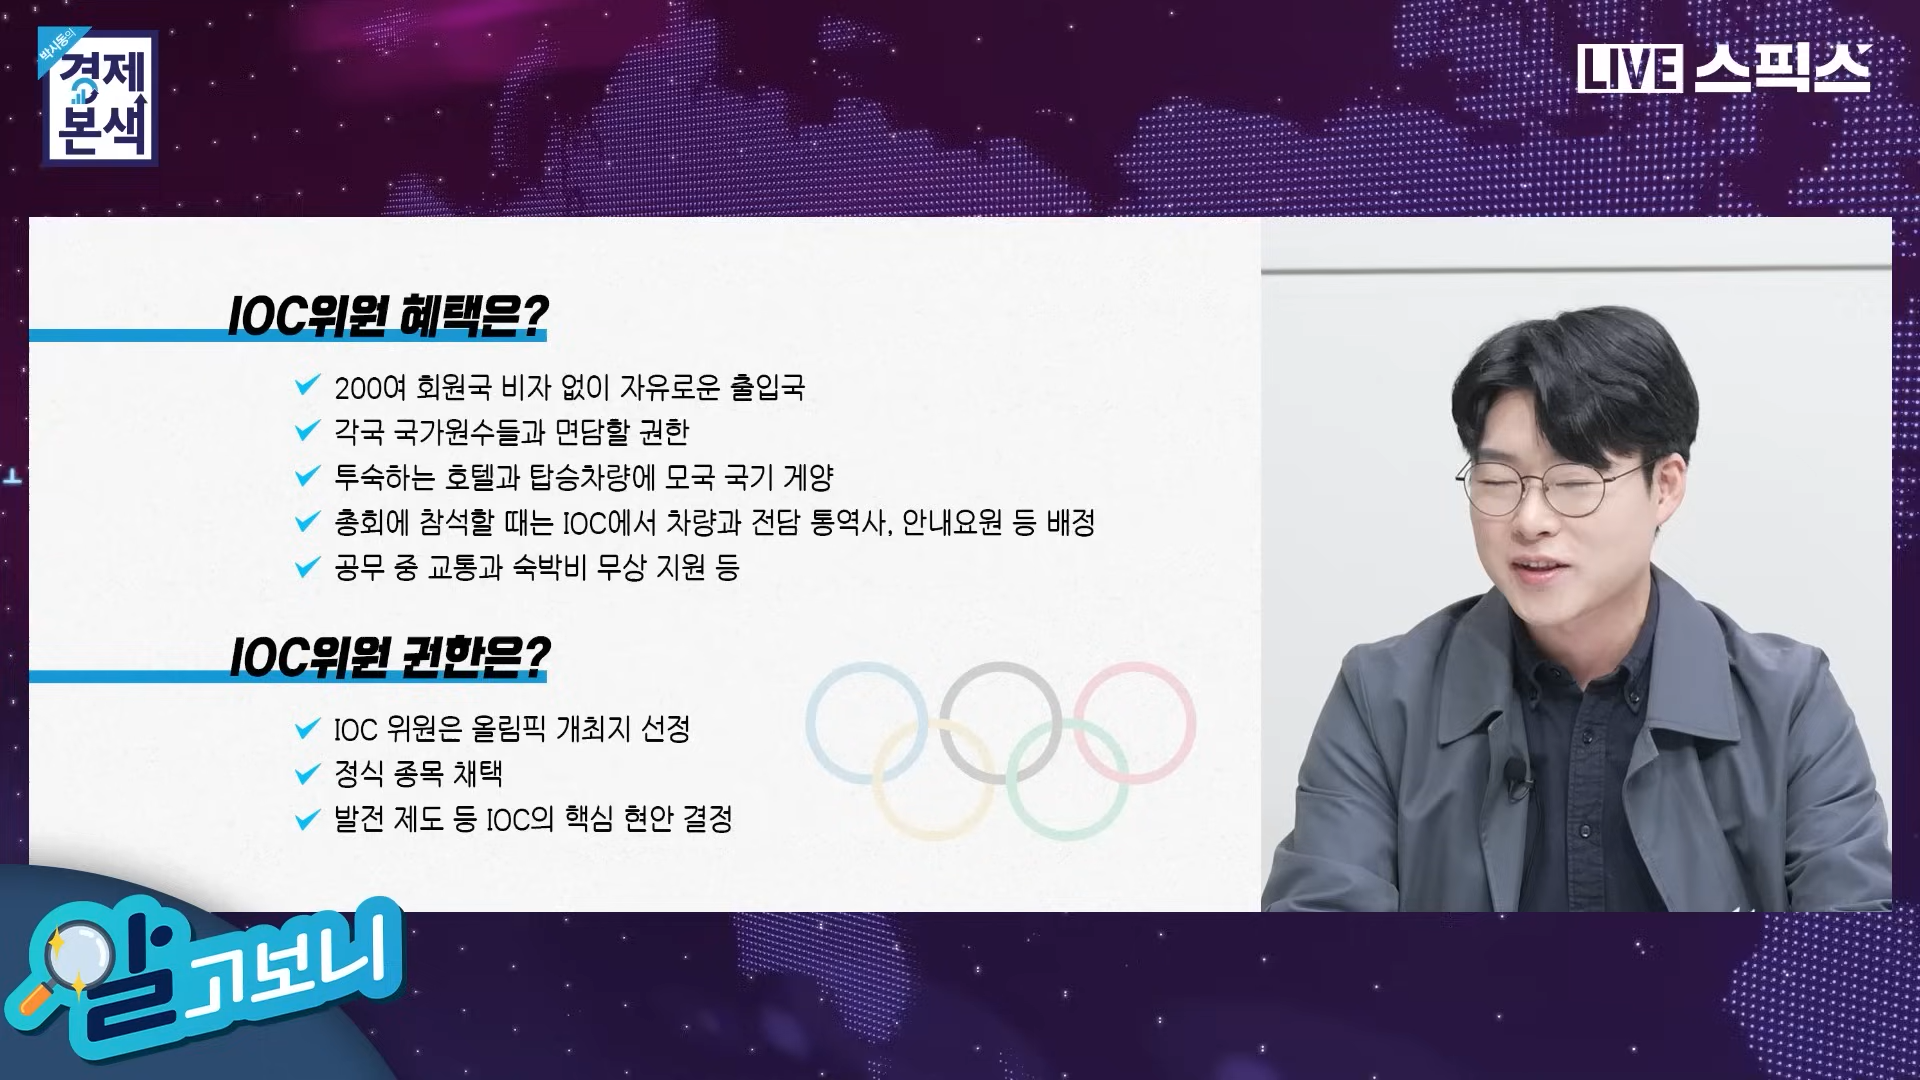 박시동의
경제
본색
LIVE 스픽스
IOC위원 혜택은?
200여 회원국 비자 없이 자유로운 출입국
각국 국가원수들과 면담할 권한
투숙하는 호텔과 탑승차량에 모국 국기 게양
총회에 참석할 때는 IOC에서 차량과 전담 통역사, 안내요원 등 배정
공무 중 교통과 숙박비 무상 지원 등
IOC위원 권한은?
IOC 위원은 올림픽 개최지 선정
정식 종목 채택
발전 제도 등 IOC의 핵심 현안 결정
알고보니